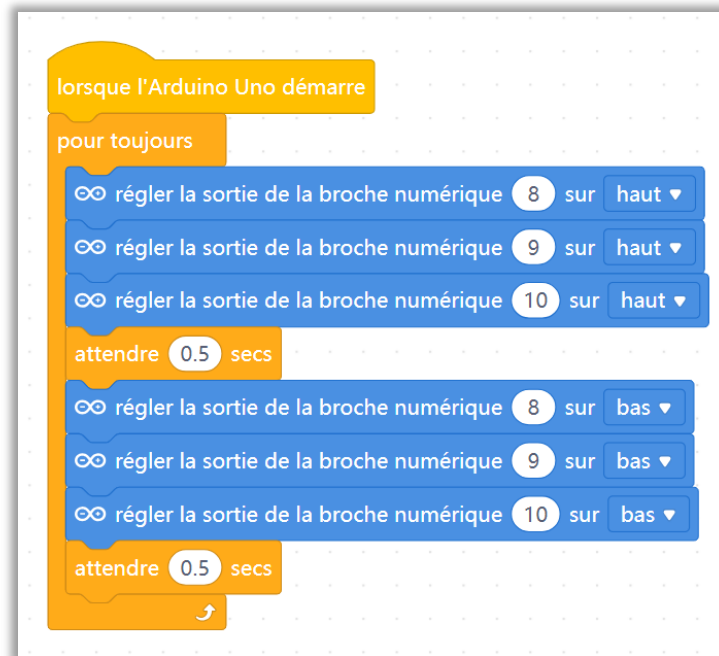 lorsque l'Arduino Uno démarre
pour toujours
régler la sortie de la broche numérique 8 sur haut
régler la sortie de la broche numérique 9 sur haut
régler la sortie de la broche numérique 10 sur haut
attendre 0.5 secs
régler la sortie de la broche numérique 8 sur bas
régler la sortie de la broche numérique 9 sur bas
régler la sortie de la broche numérique 10 sur bas
attendre 0.5 secs